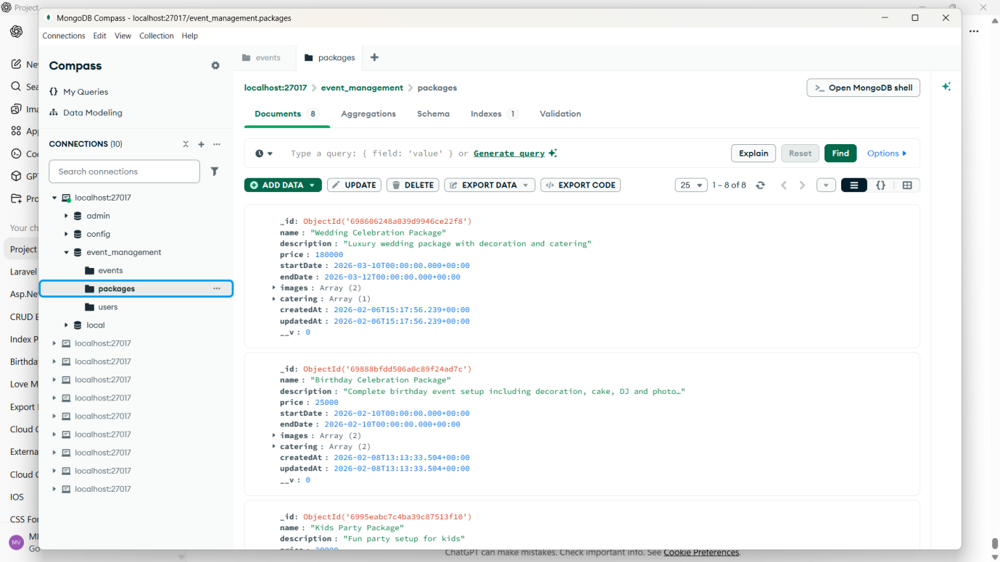 Project
MongoDB Compass - localhost:27017/event_management.packages
Connections Edit View Collection Help
Compass
My Queries
Data Modeling
CONNECTIONS (10)
Search connections
localhost:27017
admin
config
event_management
events
packages
users
local
localhost:27017
localhost:27017
localhost:27017
localhost:27017
localhost:27017
localhost:27017
localhost:27017
localhost:27017
localhost:27017
events packages
localhost:27017 > event_management > packages
>_ Open MongoDB shell
Documents 8 Aggregations Schema Indexes 1 Validation
Type a query: { field: 'value' } or Generate query
Explain Reset Find Options
ADD DATA UPDATE DELETE EXPORT DATA EXPORT CODE
25 1 – 8 of 8
_id: ObjectId('698606248a039d9946ce22f8')
name : "Wedding Celebration Package"
description : "Luxury wedding package with decoration and catering"
price : 180000
startDate : 2026-03-10T00:00:00.000+00:00
endDate : 2026-03-12T00:00:00.000+00:00
images : Array (2)
catering : Array (1)
createdAt : 2026-02-06T15:17:56.239+00:00
updatedAt : 2026-02-06T15:17:56.239+00:00
__v : 0
_id: ObjectId('69888bfdd506a0c89f24ad7c')
name : "Birthday Celebration Package"
description : "Complete birthday event setup including decoration, cake, DJ and photo…"
price : 25000
startDate : 2026-02-10T00:00:00.000+00:00
endDate : 2026-02-10T00:00:00.000+00:00
images : Array (2)
catering : Array (2)
createdAt : 2026-02-08T13:13:33.504+00:00
updatedAt : 2026-02-08T13:13:33.504+00:00
__v : 0
_id: ObjectId('6995eabc7c4ba39c87513f10')
name : "Kids Party Package"
description : "Fun party setup for kids"
Your ch
Project
Laravel
Asp.Ne
CRUD
Index P
Birthda
Love M
Export
Cloud
Externa
Cloud
IOS
CSS For
MV
Go
ChatGPT can make mistakes. Check important info. See Cookie Preferences.